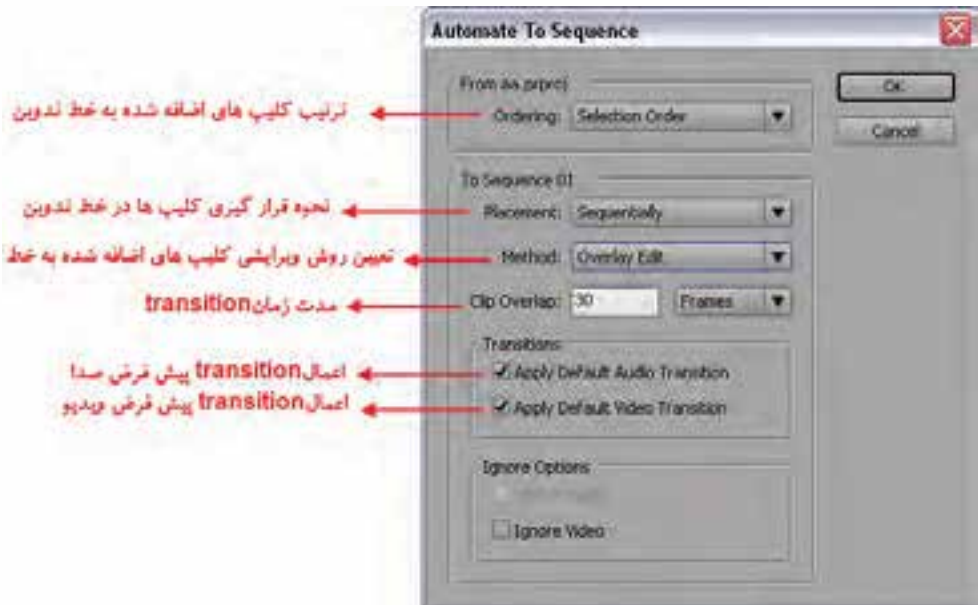 Automate To Sequence
From aa.prproj
OK
ترتیب کلیپ های اضافه شده به خط تدوین
Ordering: Selection Order
Cancel
To Sequence 01
نحوه قرار گیری کلیپ ها در خط تدوین
Placement: Sequentially
تعیین روش ویرایشی کلیپ های اضافه شده به خط
Method: Overlay Edit
مدت زمان transition
Clip Overlap: 30 Frames
Transitions
اعمال transition پیش فرض صدا
Apply Default Audio Transition
اعمال transition پیش فرض ویدیو
Apply Default Video Transition
Ignore Options
Ignore Video